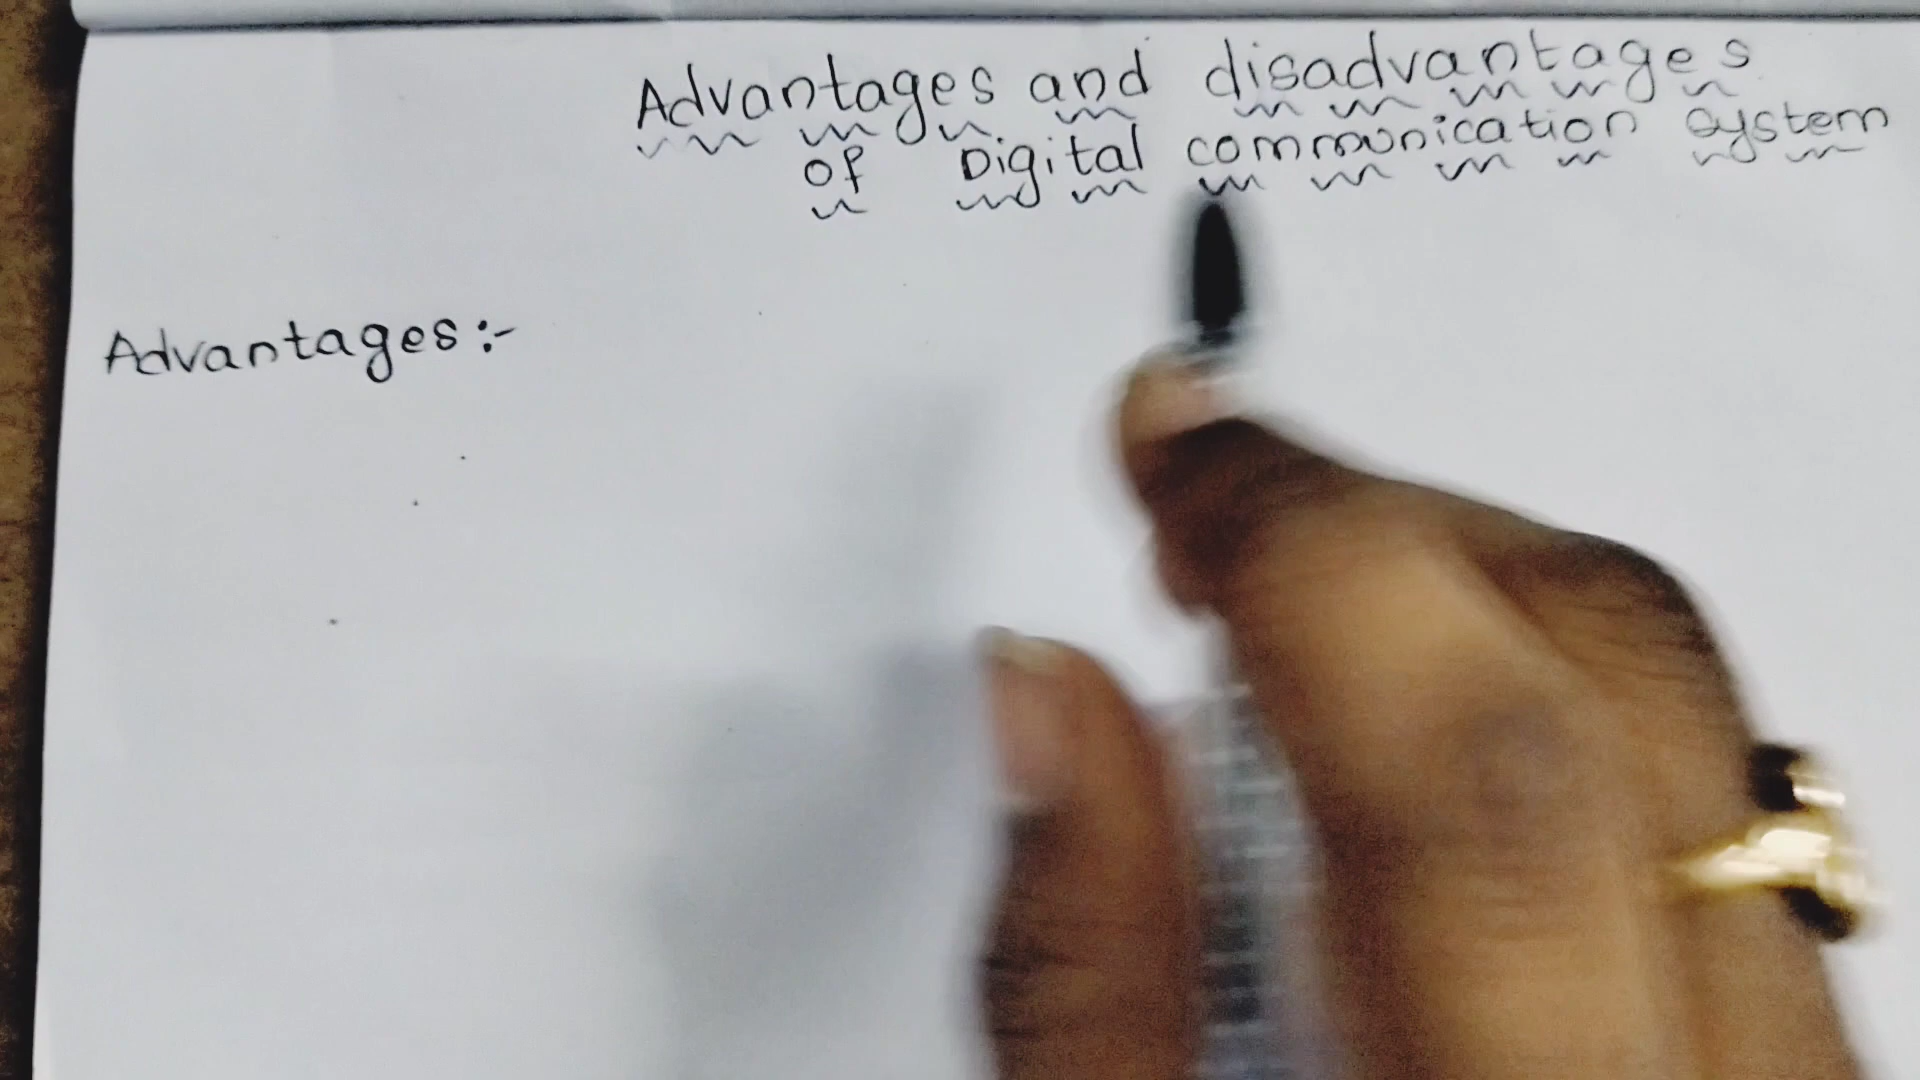 Advantages and disadvantages
of Digital communication system
Advantages:-